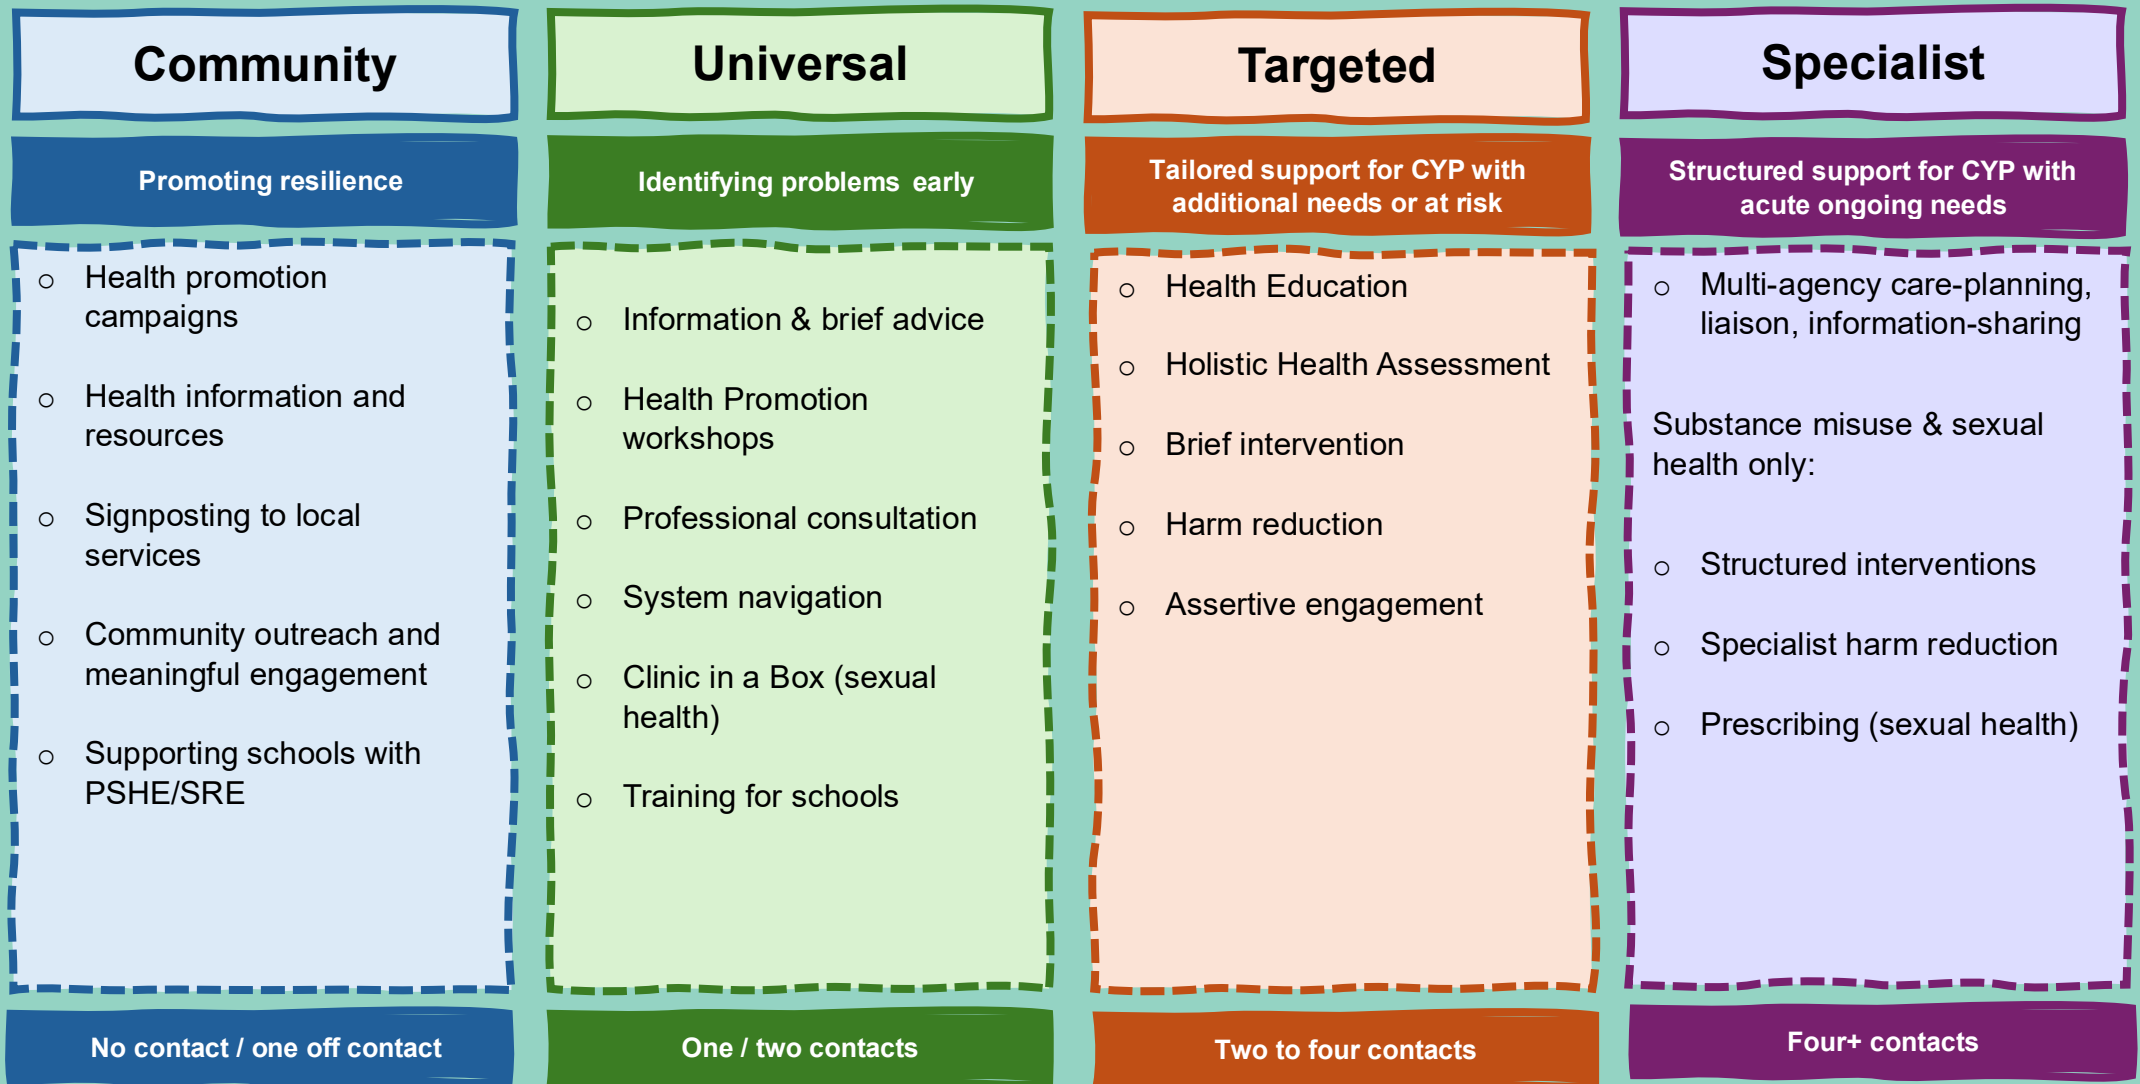 Community
Promoting resilience
o Health promotion
campaigns
o Health information and
resources
o Signposting to local
services
o Community outreach and
meaningful engagement
o Supporting schools with
PSHE/SRE
No contact / one off contact
Universal
Identifying problems early
o Information & brief advice
o Health Promotion
workshops
o Professional consultation
o System navigation
o Clinic in a Box (sexual
health)
o Training for schools
One / two contacts
Targeted
Tailored support for CYP with
additional needs or at risk
o Health Education
o Holistic Health Assessment
o Brief intervention
o Harm reduction
o Assertive engagement
Two to four contacts
Specialist
Structured support for CYP with
acute ongoing needs
o Multi-agency care-planning,
liaison, information-sharing
Substance misuse & sexual
health only:
o Structured interventions
o Specialist harm reduction
o Prescribing (sexual health)
Four+ contacts